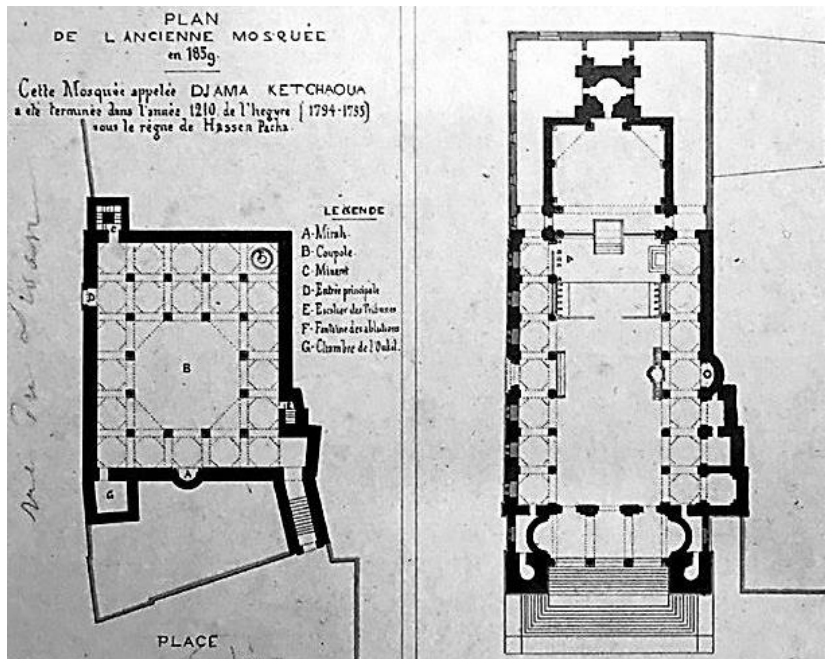 PLAN
DE L'ANCIENNE MOSQUÉE
en 1839.
Cette Mosquée appelée DJAMA KETCHAOUA
a été terminée dans l'année 1210 de l'hegyre (1794-1795)
sous le règne de Hassen Pacha.
LEGENDE
A-Mirab.
B-Coupole.
C-Minaret
D-Entrée principale
E-Escalier des Tribunes
F-Fontaine des ablutions
G-Chambre de l'Oukil.
C
D
B
A
G
PLACE